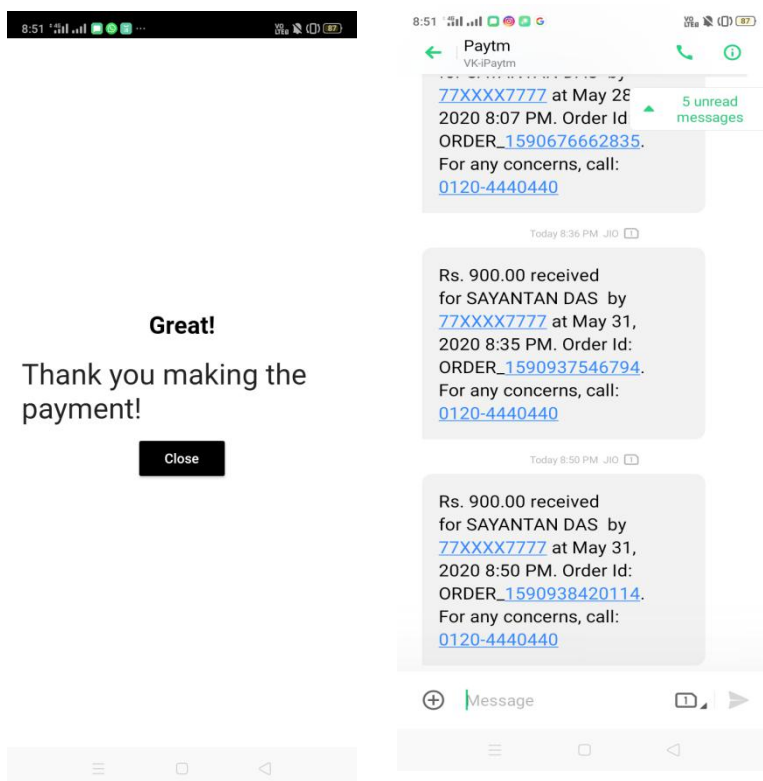 8:51
87
Great!
Thank you making the
payment!
Close
8:51
G
87
Paytm
VK-iPaytm
77XXXX7777 at May 28
2020 8:07 PM. Order Id
ORDER_1590676662835.
For any concerns, call:
0120-4440440
5 unread
messages
Today 8:36 PM JIO 1
Rs. 900.00 received
for SAYANTAN DAS by
77XXXX7777 at May 31,
2020 8:35 PM. Order Id:
ORDER_1590937546794.
For any concerns, call:
0120-4440440
Today 8:50 PM JIO 1
Rs. 900.00 received
for SAYANTAN DAS by
77XXXX7777 at May 31,
2020 8:50 PM. Order Id:
ORDER_1590938420114.
For any concerns, call:
0120-4440440
Message
1